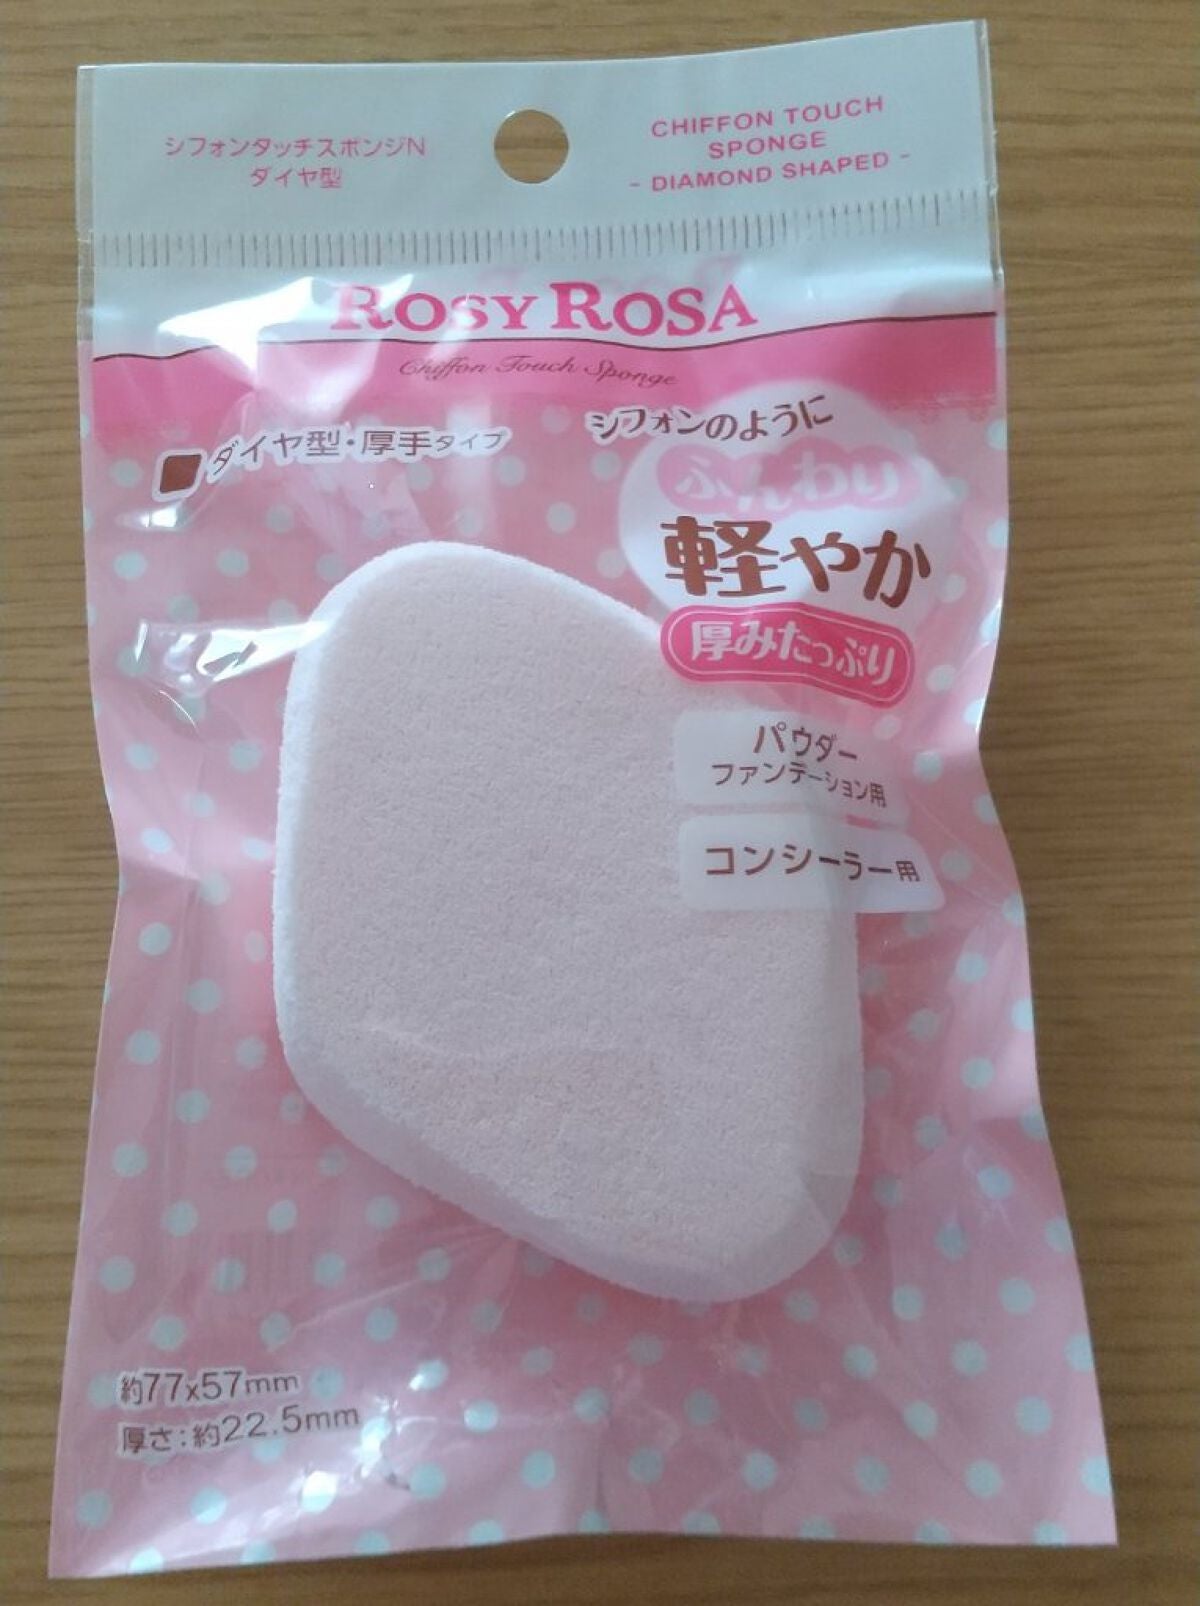 シフォンタッチスポンジN
ダイヤ型
CHIFFON TOUCH
SPONGE
- DIAMOND SHAPED -
ROSY ROSA
Chiffon Touch Sponge
ダイヤ型・厚手タイプ
シフォンのように
ふんわり
軽やか
厚みたっぷり
パウダー
ファンデーション用
コンシーラー用
約77x57mm
厚さ:約22.5mm